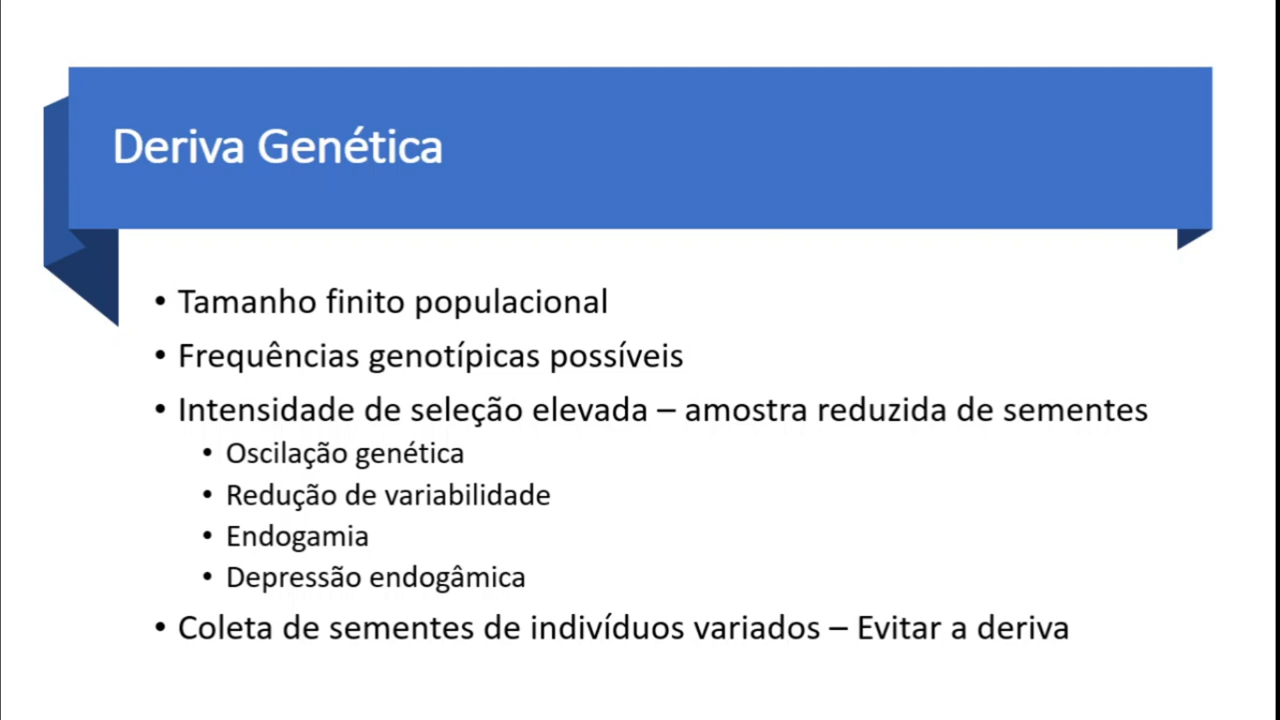 Deriva Genética
• Tamanho finito populacional
• Frequências genotípicas possíveis
• Intensidade de seleção elevada – amostra reduzida de sementes
• Oscilação genética
• Redução de variabilidade
• Endogamia
• Depressão endogâmica
• Coleta de sementes de indivíduos variados – Evitar a deriva